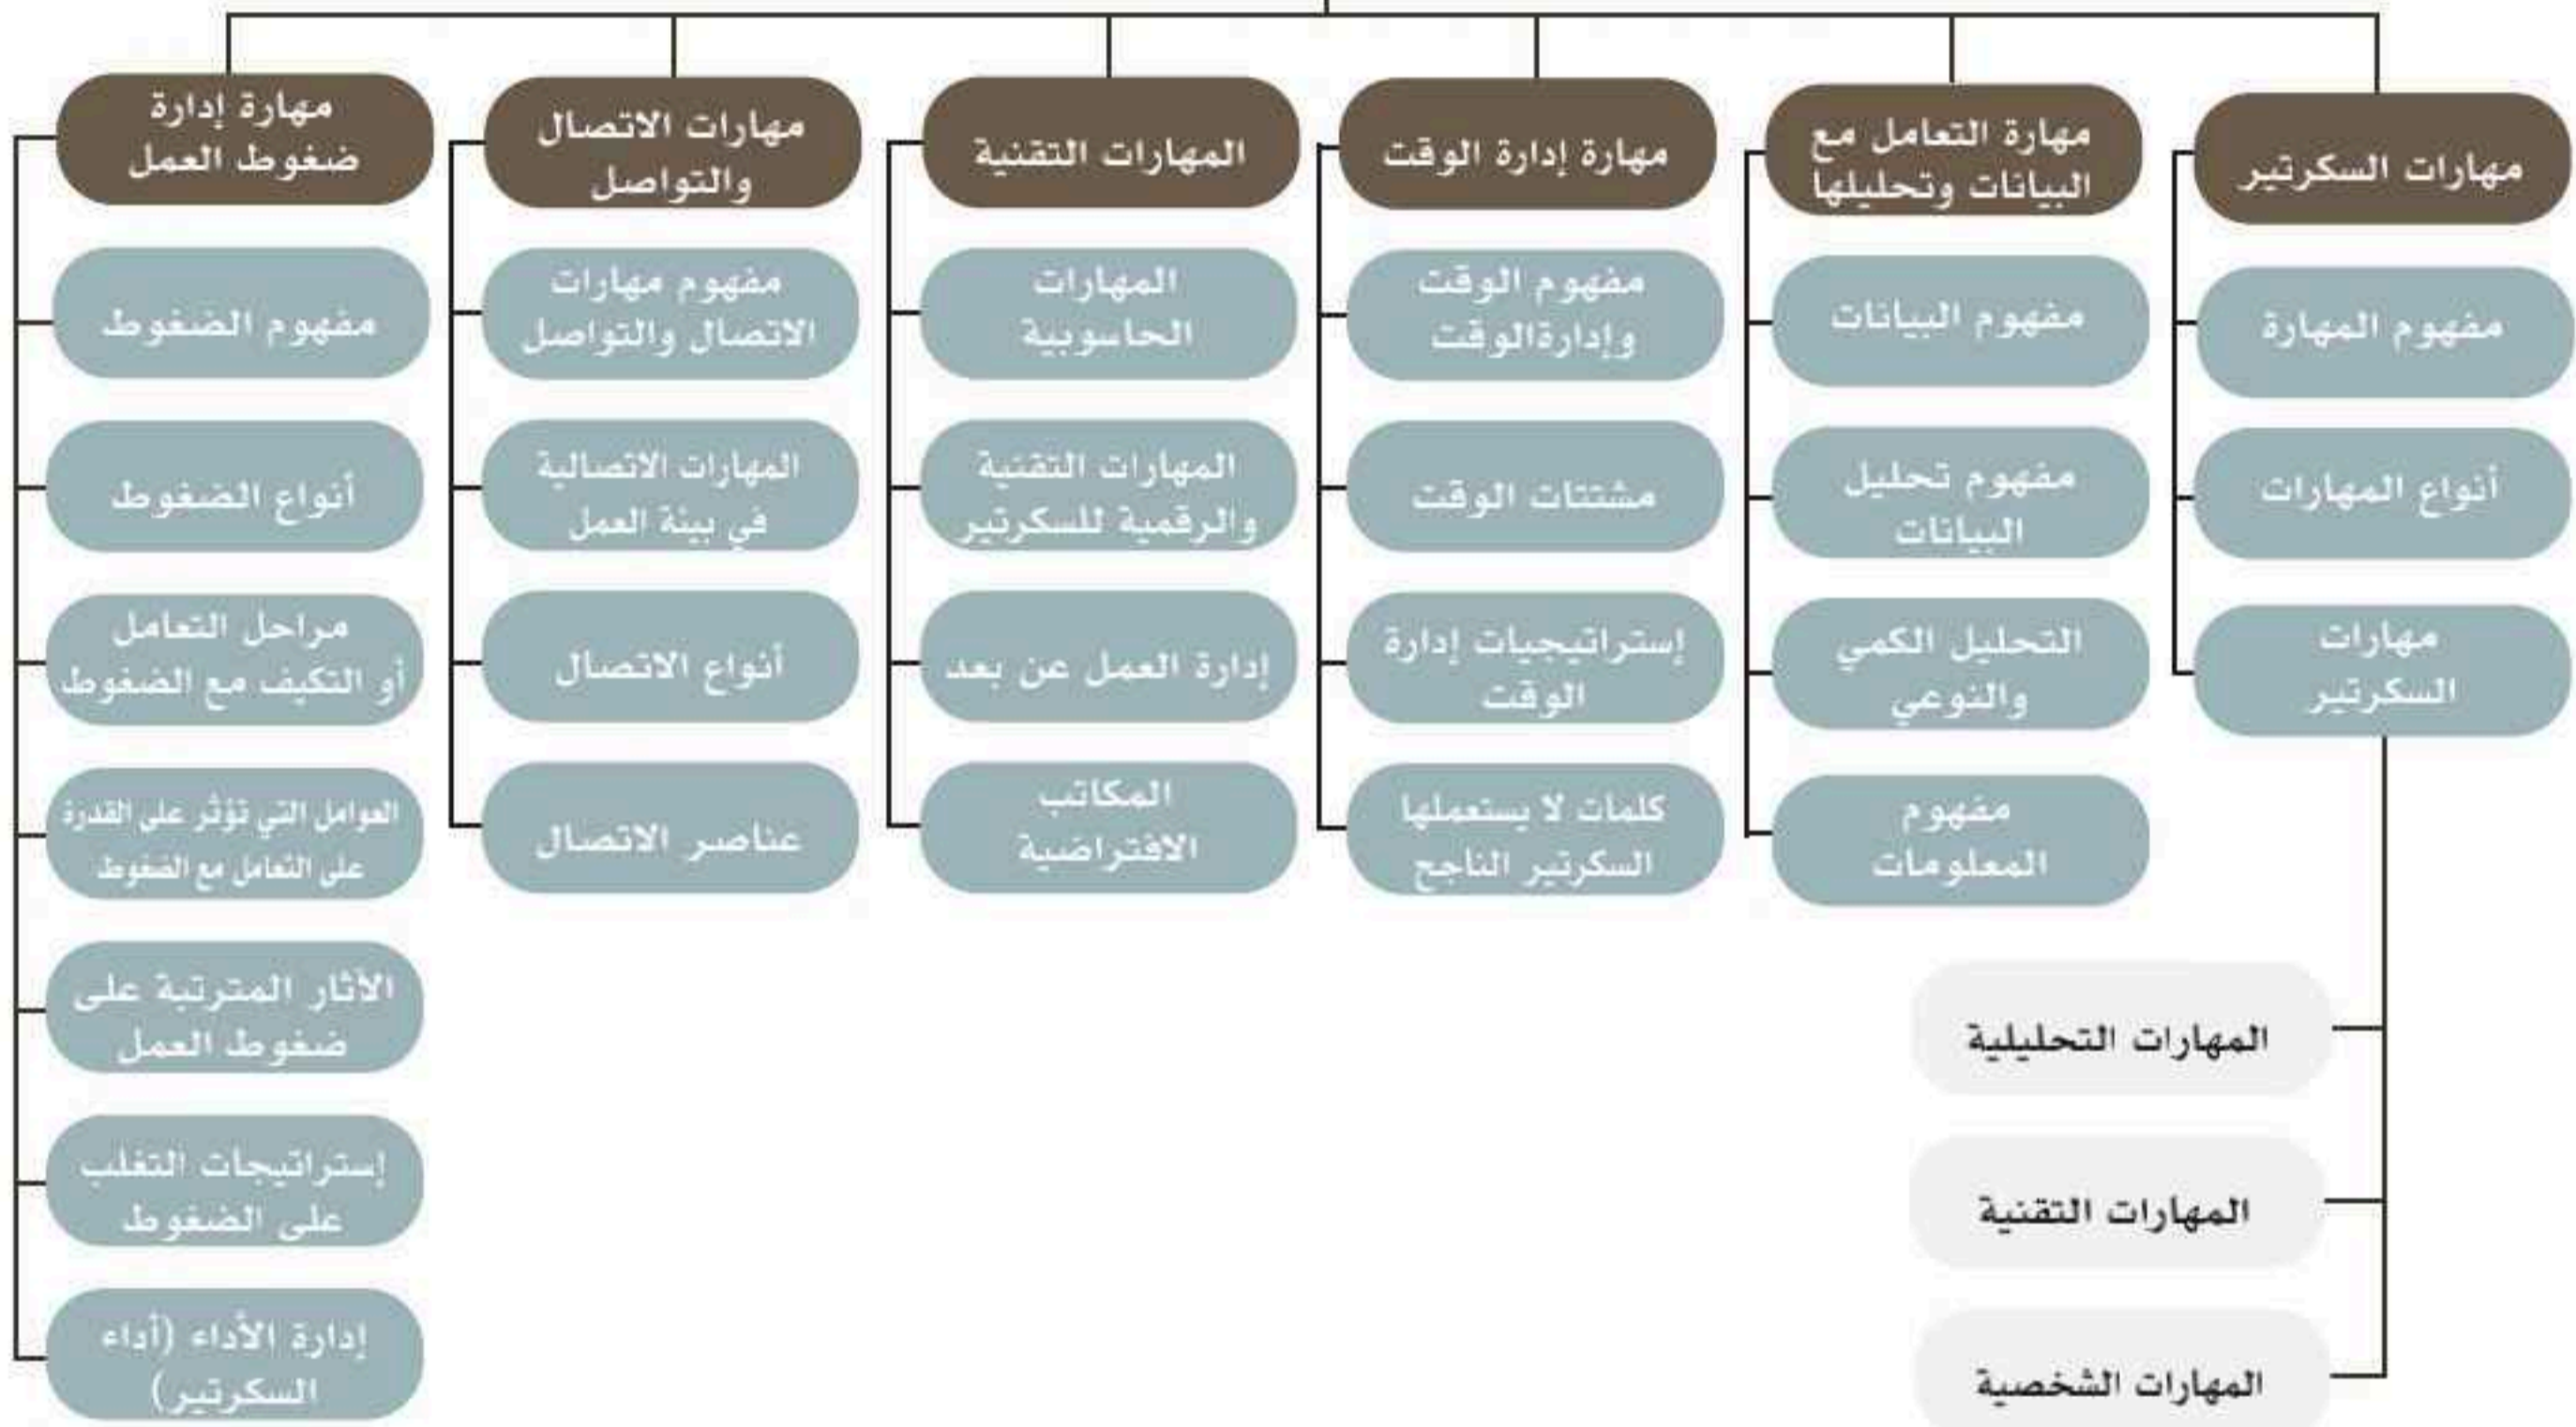 مهارات السكرتير
مفهوم المهارة
أنواع المهارات
مهارات
السكرتير
المهارات التحليلية
المهارات التقنية
المهارات الشخصية
مهارة التعامل مع
البيانات وتحليلها
مفهوم البيانات
مفهوم تحليل
البيانات
التحليل الكمي
والنوعي
مفهوم
المعلومات
مهارة إدارة الوقت
مفهوم الوقت
وإدارةالوقت
مشتتات الوقت
إستراتيجيات إدارة
الوقت
كلمات لا يستعملها
السكرتير الناجح
المهارات التقنية
المهارات
الحاسوبية
المهارات التقنية
والرقمية للسكرتير
إدارة العمل عن بعد
المكاتب
الافتراضية
مهارات الاتصال
والتواصل
مفهوم مهارات
الاتصال والتواصل
المهارات الاتصالية
في بيئة العمل
أنواع الاتصال
عناصر الاتصال
مهارة إدارة
ضغوط العمل
مفهوم الضغوط
أنواع الضغوط
مراحل التعامل
أو التكيف مع الضغوط
العوامل التي تؤثر على القدرة
على التعامل مع الضغوط
الآثار المترتبة على
ضغوط العمل
إستراتيجات التغلب
على الضغوط
إدارة الأداء (أداء
السكرتير)